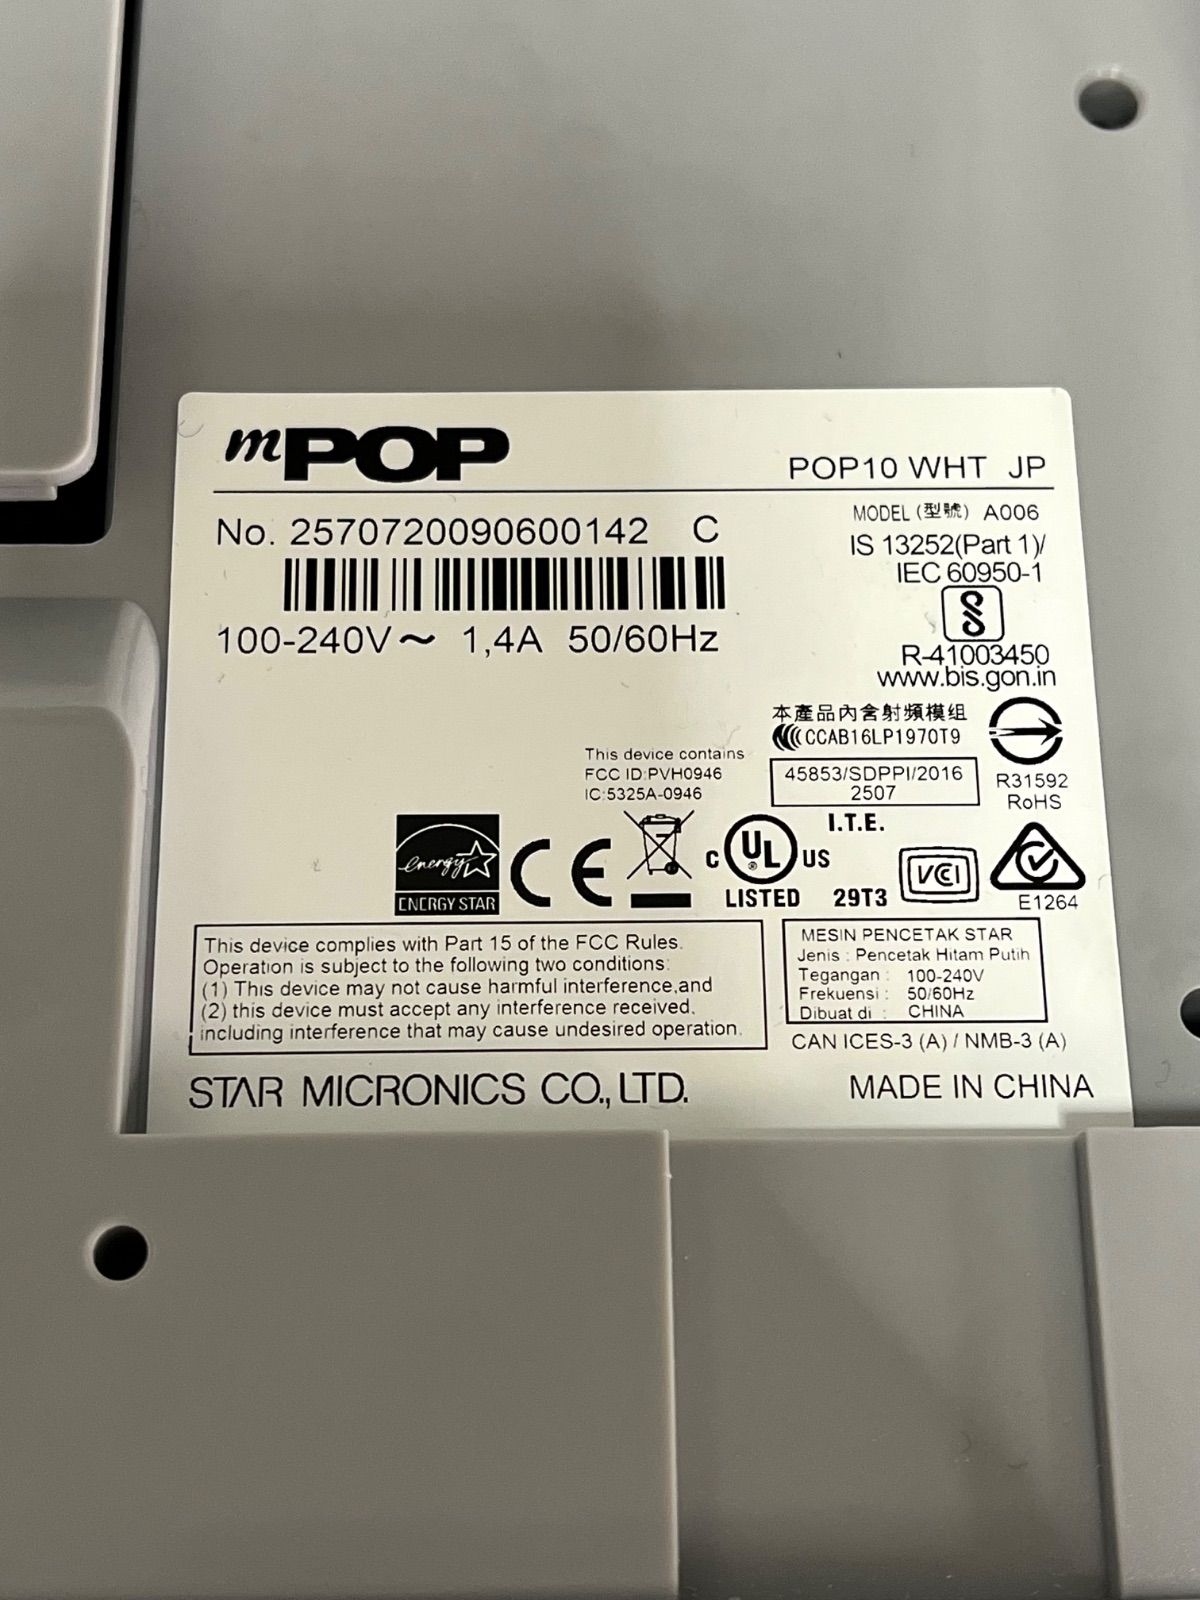 mPOP
POP10 WHT JP
No. 2570720090600142 C
MODEL (型號) A006
IS 13252(Part 1)/
IEC 60950-1
100-240V～ 1,4A 50/60Hz
R-41003450
www.bis.gon.in
本產品內含射頻模组
CCAB16LP1970T9
This device contains
FCC ID:PVH0946
IC:5325A-0946
45853/SDPPI/2016
2507
R31592
RoHS
I.T.E.
energy
ENERGY STAR
CE
C UL ® US
LISTED 29T3
VCCI
E1264
This device complies with Part 15 of the FCC Rules.
Operation is subject to the following two conditions:
(1) This device may not cause harmful interference,and
(2) this device must accept any interference received,
including interference that may cause undesired operation.
MESIN PENCETAK STAR
Jenis : Pencetak Hitam Putih
Tegangan : 100-240V
Frekuensi : 50/60Hz
Dibuat di : CHINA
CAN ICES-3 (A) / NMB-3 (A)
STAR MICRONICS CO., LTD.
MADE IN CHINA